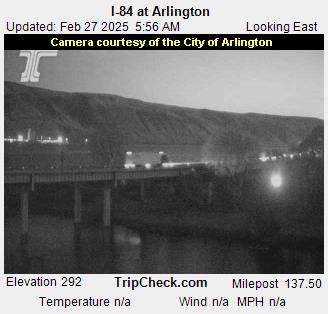 I-84 at Arlington
Updated: Feb 27 2025 5:56 AM Looking East
Camera courtesy of the City of Arlington
Elevation 292 TripCheck.com Milepost 137.50
Temperature n/a Wind n/a MPH n/a